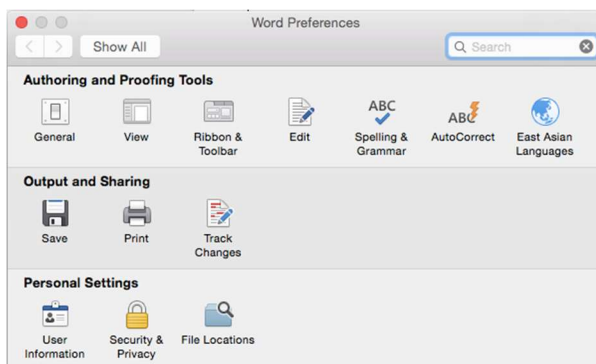 Word Preferences
Show All
Search
Authoring and Proofing Tools
General View Ribbon & Toolbar Edit ABC Spelling & Grammar ABC AutoCorrect East Asian Languages
Output and Sharing
Save Print Track Changes
Personal Settings
User Information Security & Privacy File Locations